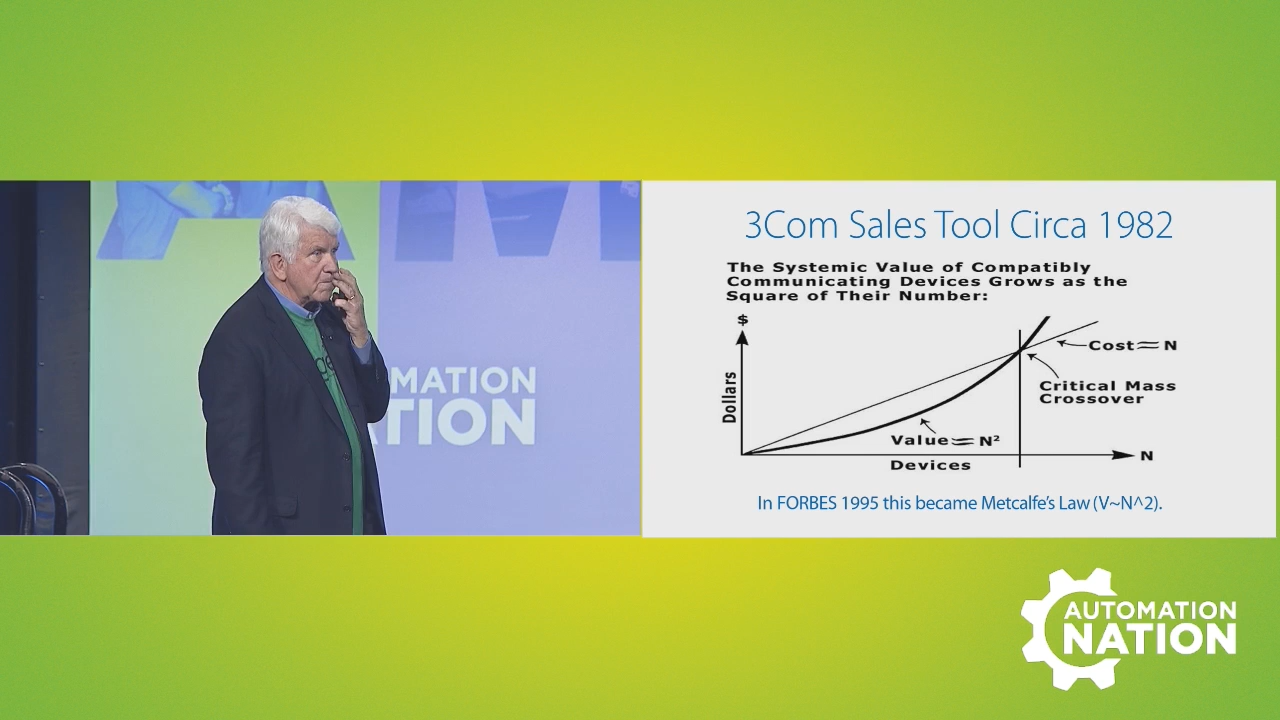 AM
MATION
TION
3Com Sales Tool Circa 1982
The Systemic Value of Compatibly
Communicating Devices Grows as the
Square of Their Number:
$
Dollars
Cost≈N
Critical Mass
Crossover
Value≈N²
Devices
N
In FORBES 1995 this became Metcalfe's Law (V~N^2).
AUTOMATION
NATION